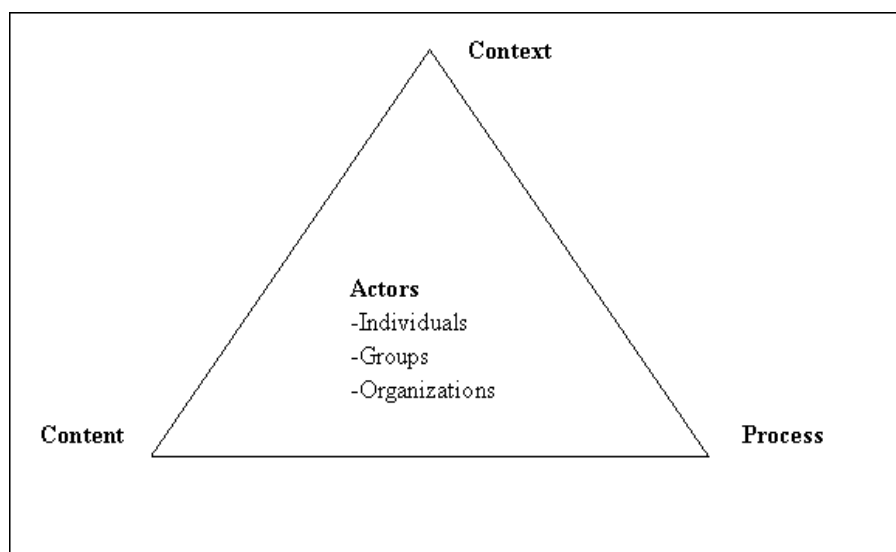 Context
Actors
-Individuals
-Groups
-Organizations
Content
Process